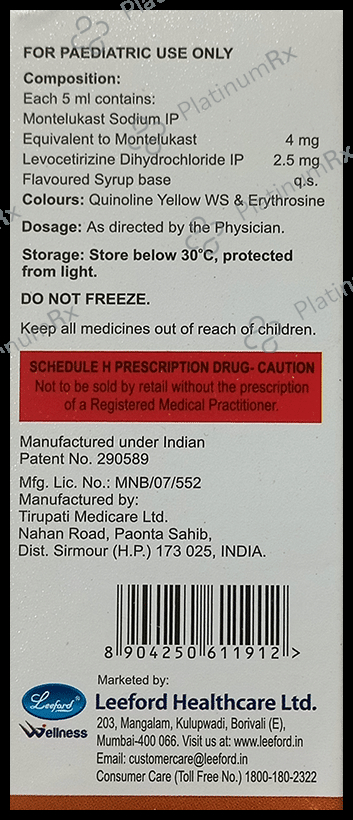 FOR PAEDIATRIC USE ONLY
Composition:
Each 5 ml contains:
Montelukast Sodium IP
Equivalent to Montelukast 4 mg
Levocetirizine Dihydrochloride IP 2.5 mg
Flavoured Syrup base q.s.
Colours: Quinoline Yellow WS & Erythrosine
Dosage: As directed by the Physician.
Storage: Store below 30°C, protected
from light.
DO NOT FREEZE.
Keep all medicines out of reach of children.
SCHEDULE H PRESCRIPTION DRUG- CAUTION
Not to be sold by retail without the prescription
of a Registered Medical Practitioner.
Manufactured under Indian
Patent No. 290589
Mfg. Lic. No.: MNB/07/552
Manufactured by:
Tirupati Medicare Ltd.
Nahan Road, Paonta Sahib,
Dist. Sirmour (H.P.) 173 025, INDIA.
8 904250 611912 >
Marketed by:
Leeford
Wellness
Leeford Healthcare Ltd.
203, Mangalam, Kulupwadi, Borivali (E),
Mumbai-400 066. Visit us at: www.leeford.in
Email: customercare@leeford.in
Consumer Care (Toll Free No.) 1800-180-2322
PlatinumRx